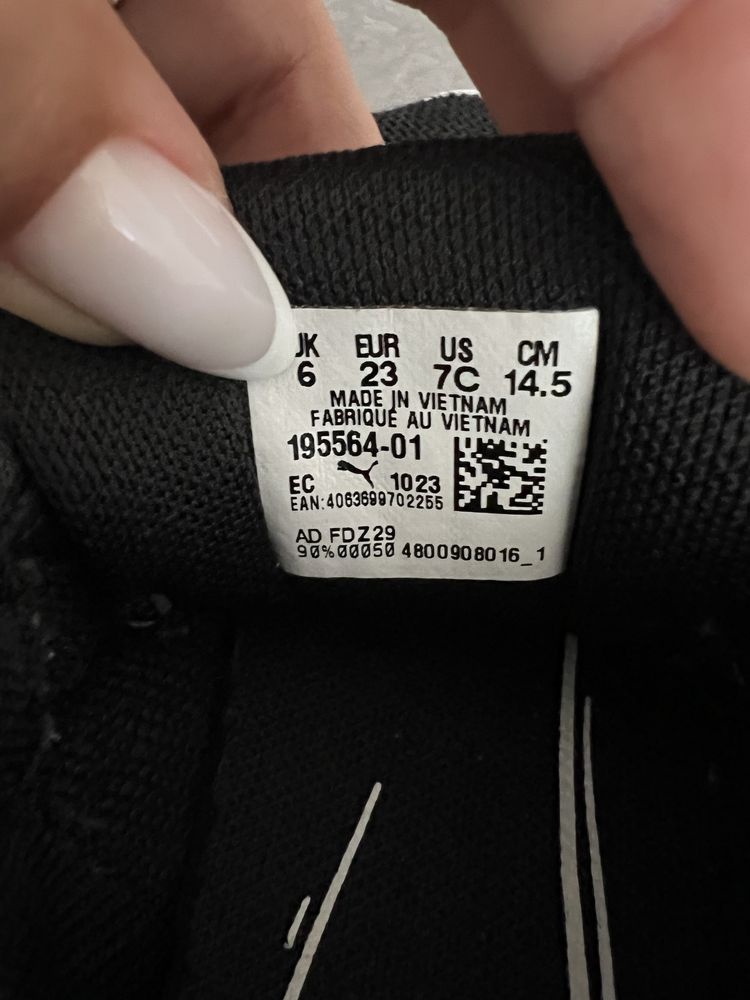 UK EUR US CM
6 23 7C 14.5
MADE IN VIETNAM
FABRIQUÉ AU VIETNAM
195564-01
EC 1023
EAN:4063699702255
AD FDZ29
90%00050 4800908016_1